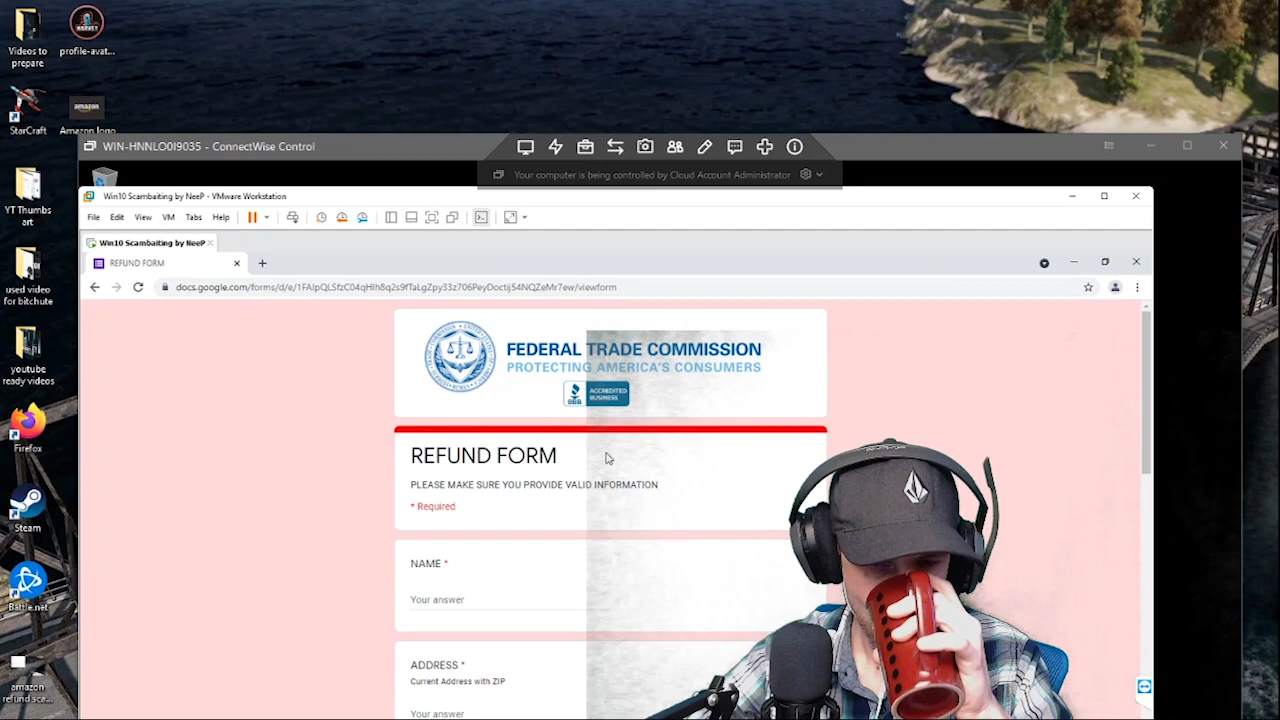 Videos to
prepare
profile-avat...
StarCraft
Amazon logo
YT Thumbs
art
used video
for bitchute
youtube
ready videos
Firefox
Steam
Battle.net
amazon
refund sca...
HARVEY
amazon
WIN-HNNLO0I9035 - ConnectWise Control
Your computer is being controlled by Cloud Account Administrator
Win10 Scambaiting by NeeP - VMware Workstation
File Edit View VM Tabs Help
Win10 Scambaiting by NeeP
REFUND FORM
docs.google.com/forms/d/e/1FAIpQLSfzC04qHIh8q2s9fTaLgZpy33z706PeyDoctij54NQZeMr7ew/viewform
FEDERAL TRADE COMMISSION
PROTECTING AMERICA'S CONSUMERS
BBB
ACCREDITED
BUSINESS
REFUND FORM
PLEASE MAKE SURE YOU PROVIDE VALID INFORMATION
* Required
NAME *
Your answer
ADDRESS *
Current Address with ZIP
Your answer